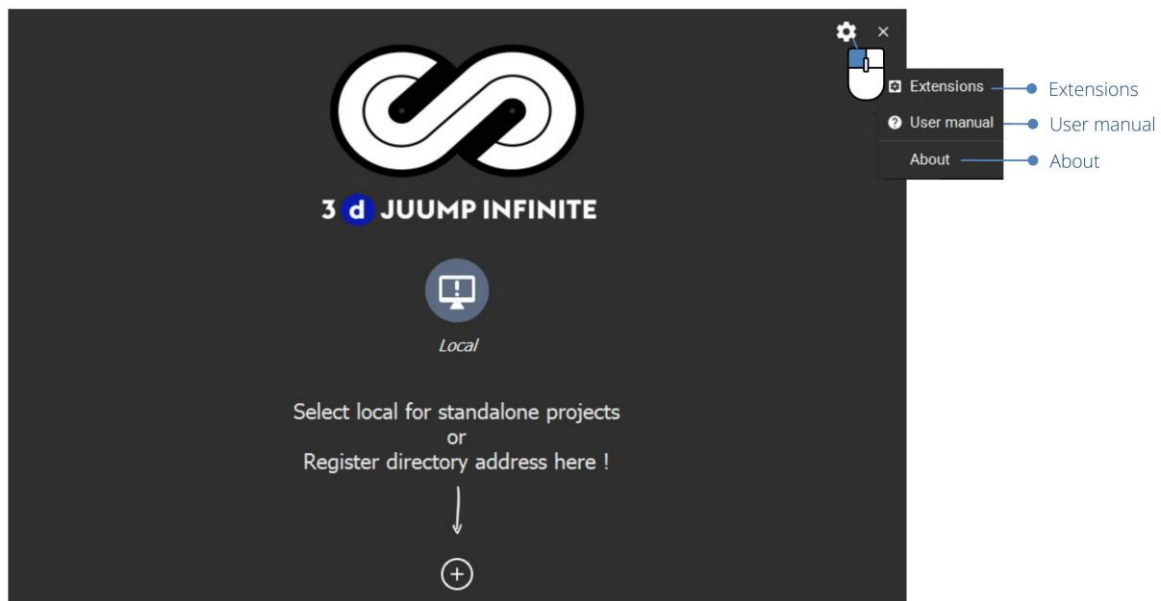 Extensions
Extensions
User manual
User manual
About
About
3 d JUUMP INFINITE
Local
Select local for standalone projects
or
Register directory address here !